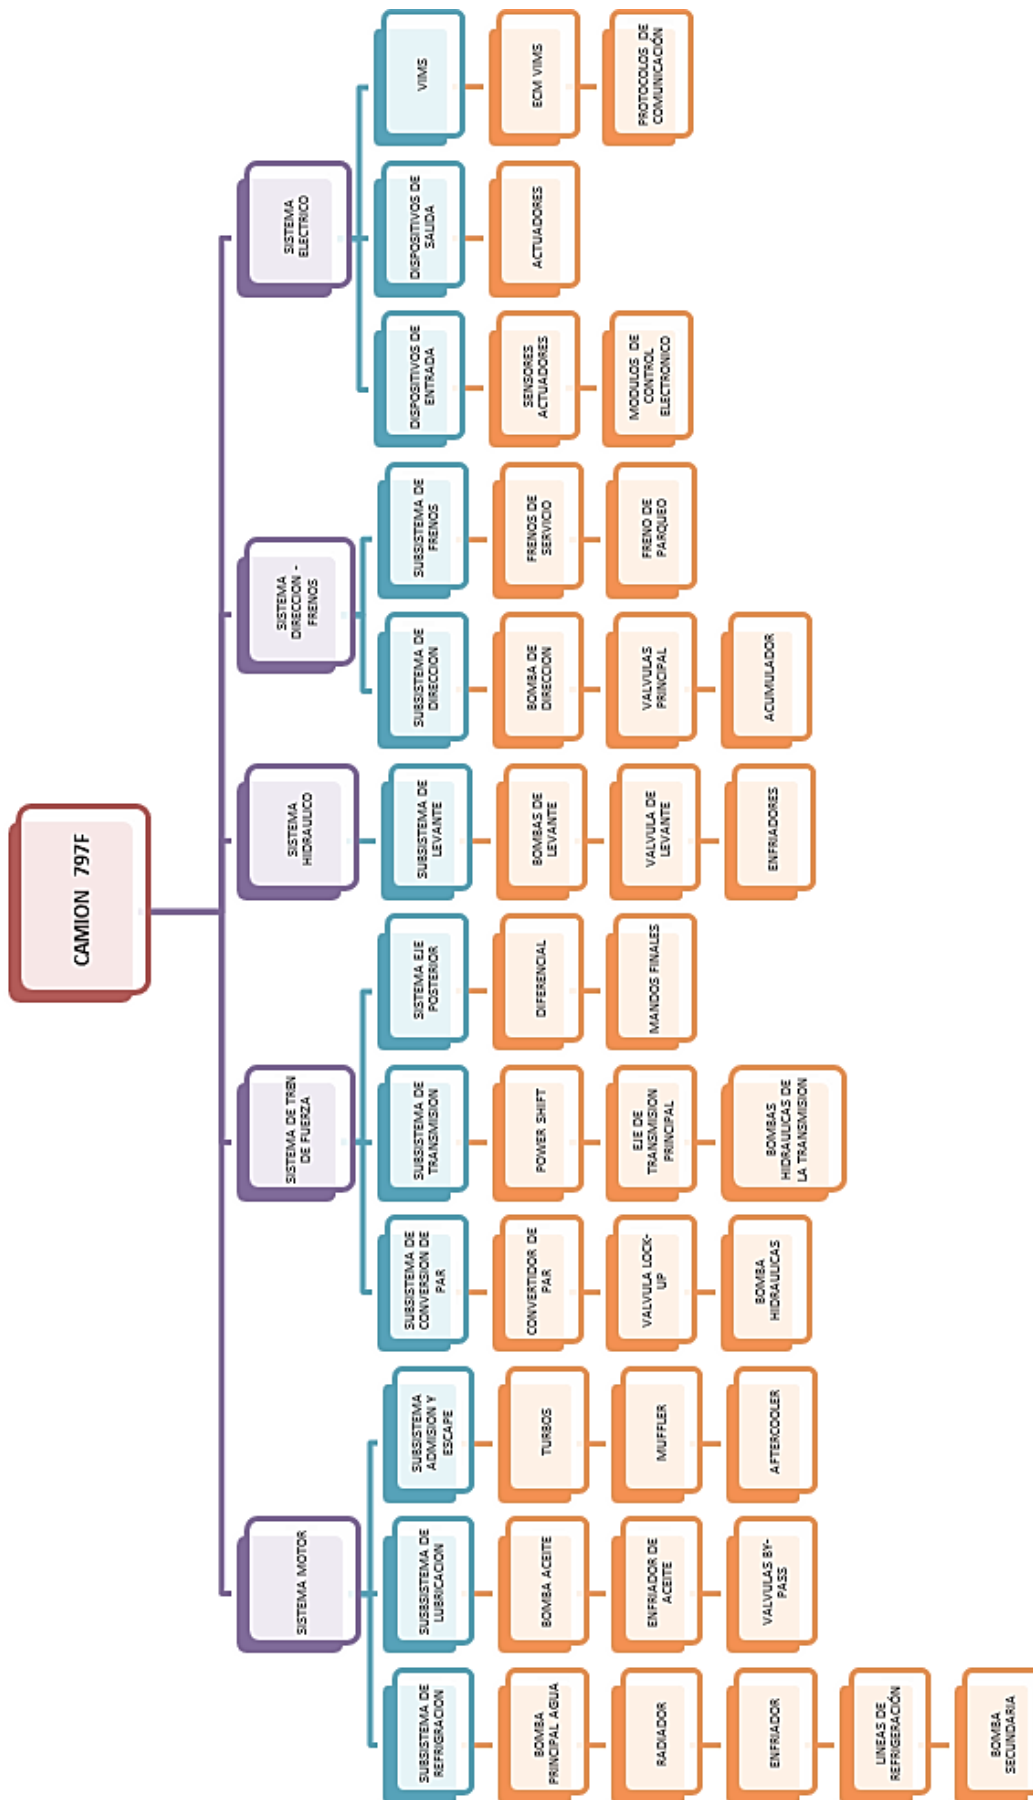 CAMION 797F
SISTEMA MOTOR
SISTEMA DE TREN
DE FUERZA
SISTEMA
HIDRAULICO
SISTEMA
DIRECCION -
FRENOS
SISTEMA
ELECTRICO
SUBSISTEMA DE
REFRIGRACION
BOMBA
PRINCIPAL AGUA
RADIADOR
ENFRIADOR
LINEAS DE
REFRIGERACIÓN
BOMBA
SECUNDARIA
SUSBSISTEMA DE
LUBRICACION
BOMBA ACEITE
ENFRIADOR DE
ACEITE
VALVULAS BY-
PASS
SUBSISTEMA
ADMISION Y
ESCAPE
TURBOS
MUFFLER
AFTERCOOLER
SUBSISTEMA DE
CONVERSION DE
PAR
CONVERTIDOR DE
PAR
VALVULA LOCK-
UP
BOMBA
HIDRAULICAS
SUBSISTEMA DE
TRANSMISION
POWER SHIFT
EJE DE
TRANSMISION
PRINCIPAL
BOMBAS
HIDRAULICAS DE
LA TRANSMISION
SISTEMA EJE
POSTERIOR
DIFERENCIAL
MANDOS FINALES
SUBSISTEMA DE
LEVANTE
BOMBAS DE
LEVANTE
VALVULA DE
LEVANTE
ENFRIADORES
SUBSISTEMA DE
DIRECCION
BOMBA DE
DIRECCION
VALVULAS
PRINCIPAL
ACUMULADOR
SUBSISTEMA DE
FRENOS
FRENOS DE
SERVICIO
FRENO DE
PARQUEO
DISPOSITIVOS DE
ENTRADA
SENSORES
ACTUADORES
MODULOS DE
CONTROL
ELECTRONICO
DISPOSITIVOS DE
SALIDA
ACTUADORES
VIMS
ECM VIMS
PROTOCOLOS DE
COMUNICACIÓN